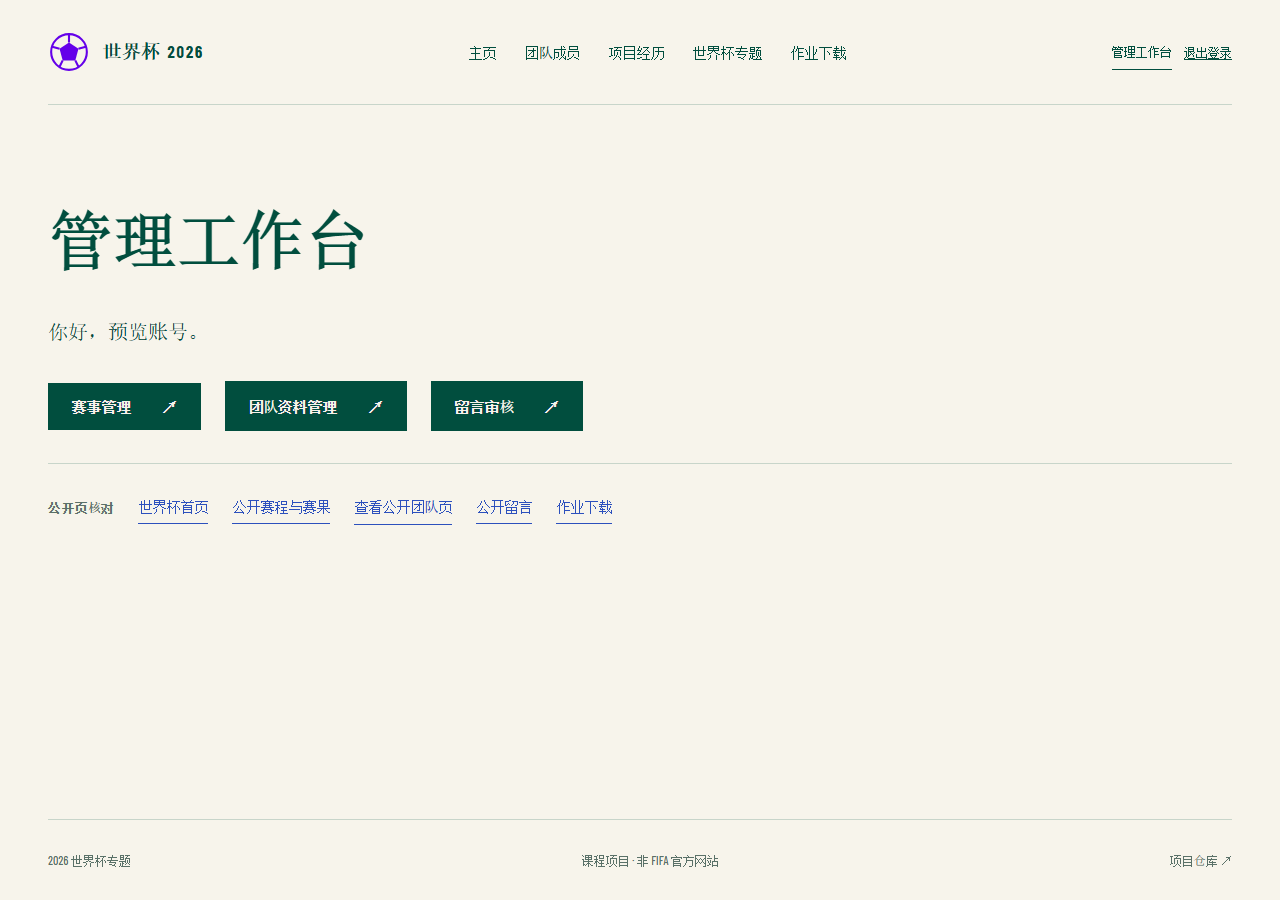 世界杯 2026
主页 团队成员 项目经历 世界杯专题 作业下载
管理工作台 退出登录
管理工作台
你好，预览账号。
赛事管理 ↗ 团队资料管理 ↗ 留言审核 ↗
公开页核对 世界杯首页 公开赛程与赛果 查看公开团队页 公开留言 作业下载
2026 世界杯专题 课程项目 · 非 FIFA 官方网站 项目仓库 ↗